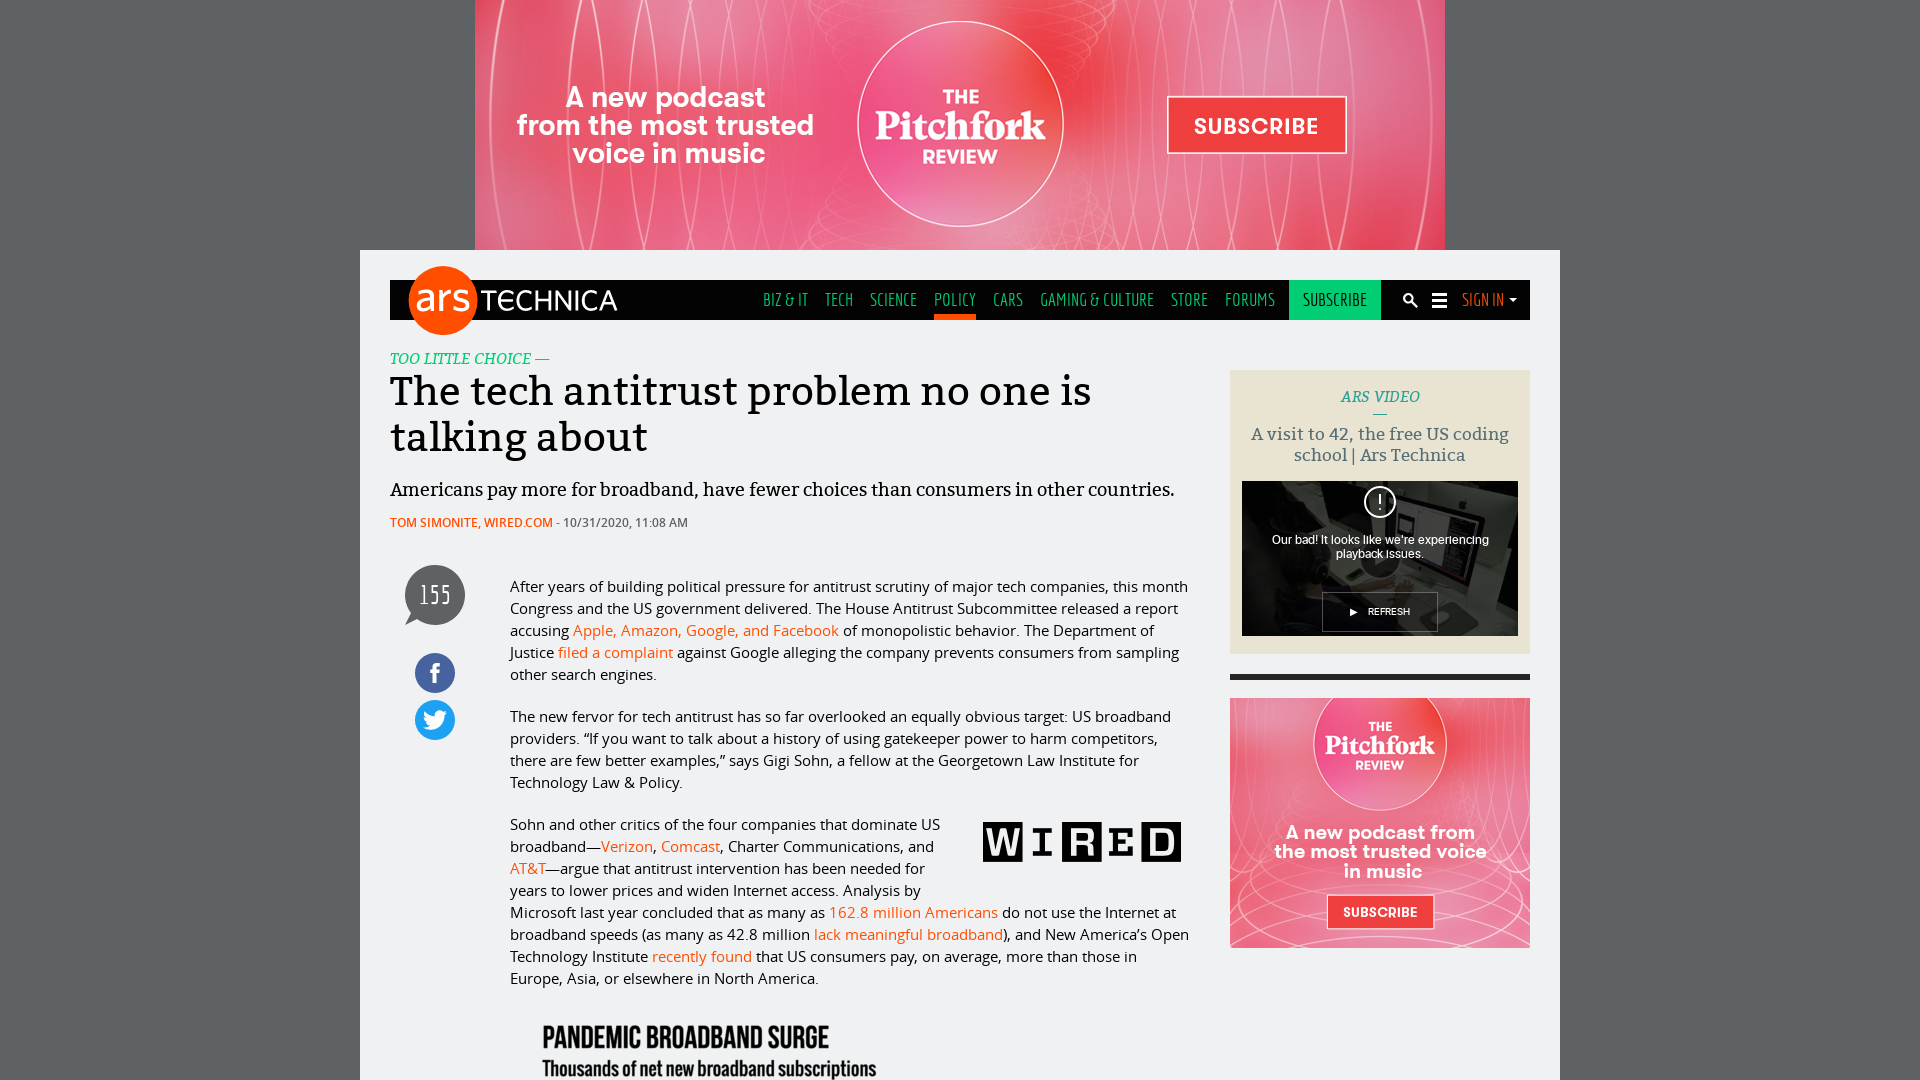 A new podcast
from the most trusted
voice in music
THE
Pitchfork
REVIEW
SUBSCRIBE
ars TECHNICA
BIZ & IT TECH SCIENCE POLICY CARS GAMING & CULTURE STORE FORUMS SUBSCRIBE SIGN IN
TOO LITTLE CHOICE —
The tech antitrust problem no one is
talking about
Americans pay more for broadband, have fewer choices than consumers in other countries.
TOM SIMONITE, WIRED.COM - 10/31/2020, 11:08 AM
155
After years of building political pressure for antitrust scrutiny of major tech companies, this month
Congress and the US government delivered. The House Antitrust Subcommittee released a report
accusing Apple, Amazon, Google, and Facebook of monopolistic behavior. The Department of
Justice filed a complaint against Google alleging the company prevents consumers from sampling
other search engines.
The new fervor for tech antitrust has so far overlooked an equally obvious target: US broadband
providers. “If you want to talk about a history of using gatekeeper power to harm competitors,
there are few better examples,” says Gigi Sohn, a fellow at the Georgetown Law Institute for
Technology Law & Policy.
WIRED
Sohn and other critics of the four companies that dominate US
broadband—Verizon, Comcast, Charter Communications, and
AT&T—argue that antitrust intervention has been needed for
years to lower prices and widen Internet access. Analysis by
Microsoft last year concluded that as many as 162.8 million Americans do not use the Internet at
broadband speeds (as many as 42.8 million lack meaningful broadband), and New America’s Open
Technology Institute recently found that US consumers pay, on average, more than those in
Europe, Asia, or elsewhere in North America.
PANDEMIC BROADBAND SURGE
Thousands of net new broadband subscriptions
ARS VIDEO
—
A visit to 42, the free US coding
school | Ars Technica
Our bad! It looks like we're experiencing
playback issues.
REFRESH
THE
Pitchfork
REVIEW
A new podcast from
the most trusted voice
in music
SUBSCRIBE